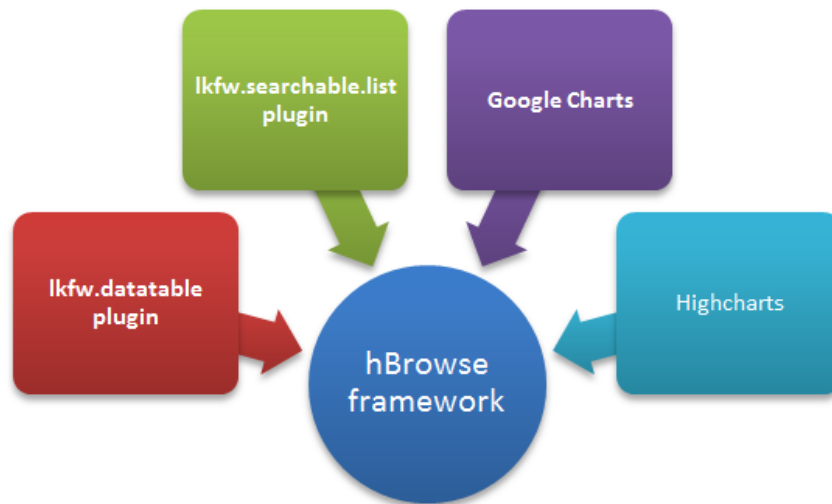 lkfw.searchable.list
plugin
Google Charts
lkfw.datatable
plugin
Highcharts
hBrowse
framework